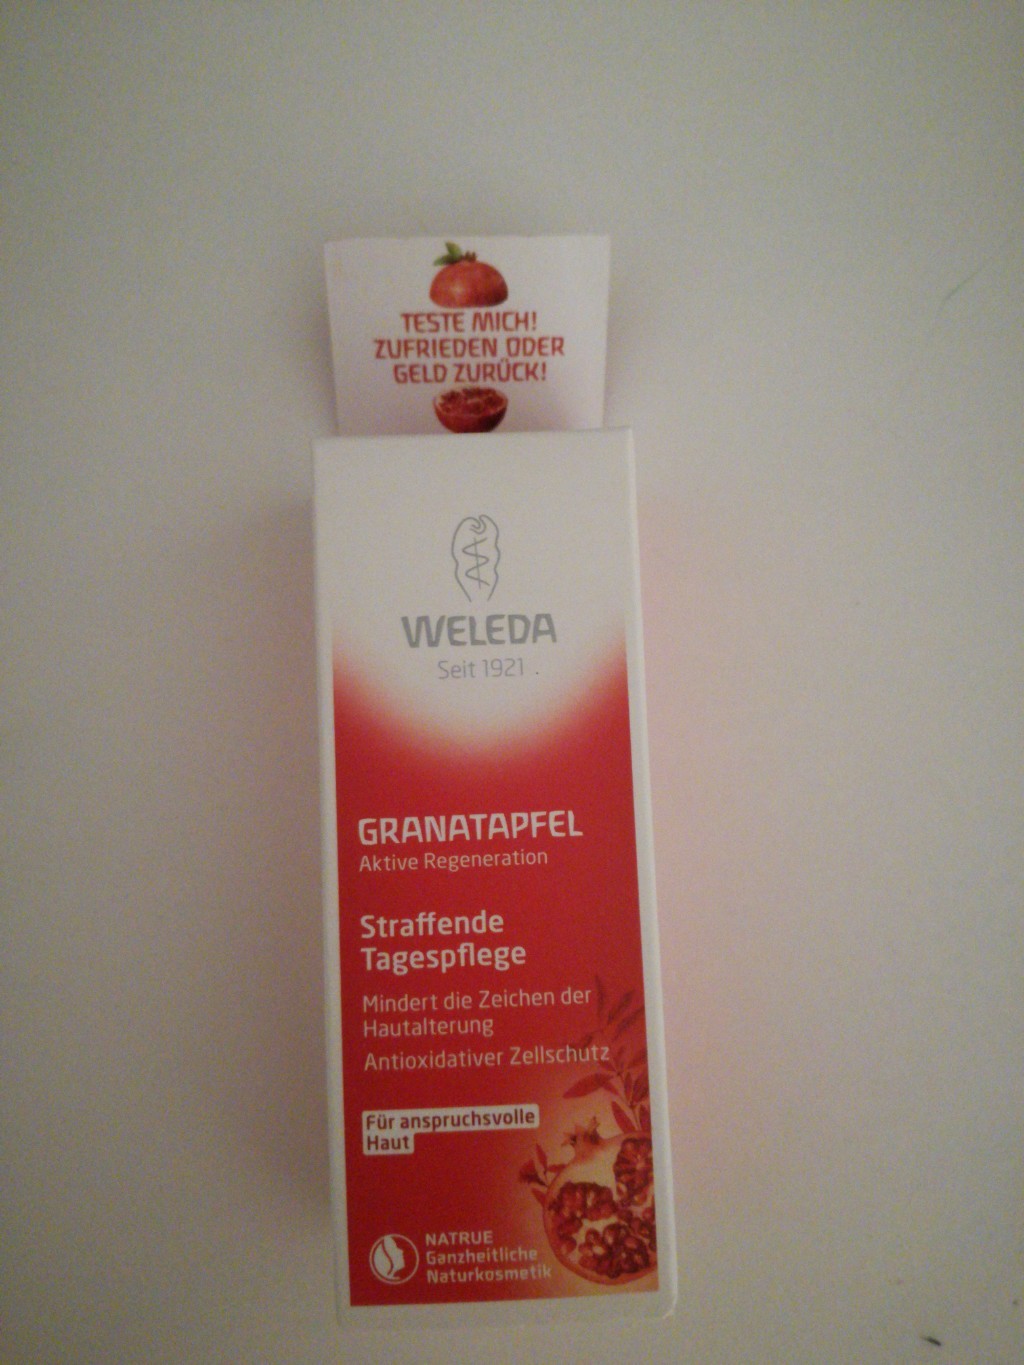 TESTE MICH!
ZUFRIEDEN ODER
GELD ZURÜCK!
WELEDA
Seit 1921
GRANATAPFEL
Aktive Regeneration
Straffende
Tagespflege
Mindert die Zeichen der
Hautalterung
Antioxidativer Zellschutz
Für anspruchsvolle
Haut
NATRUE
Ganzheitliche
Naturkosmetik